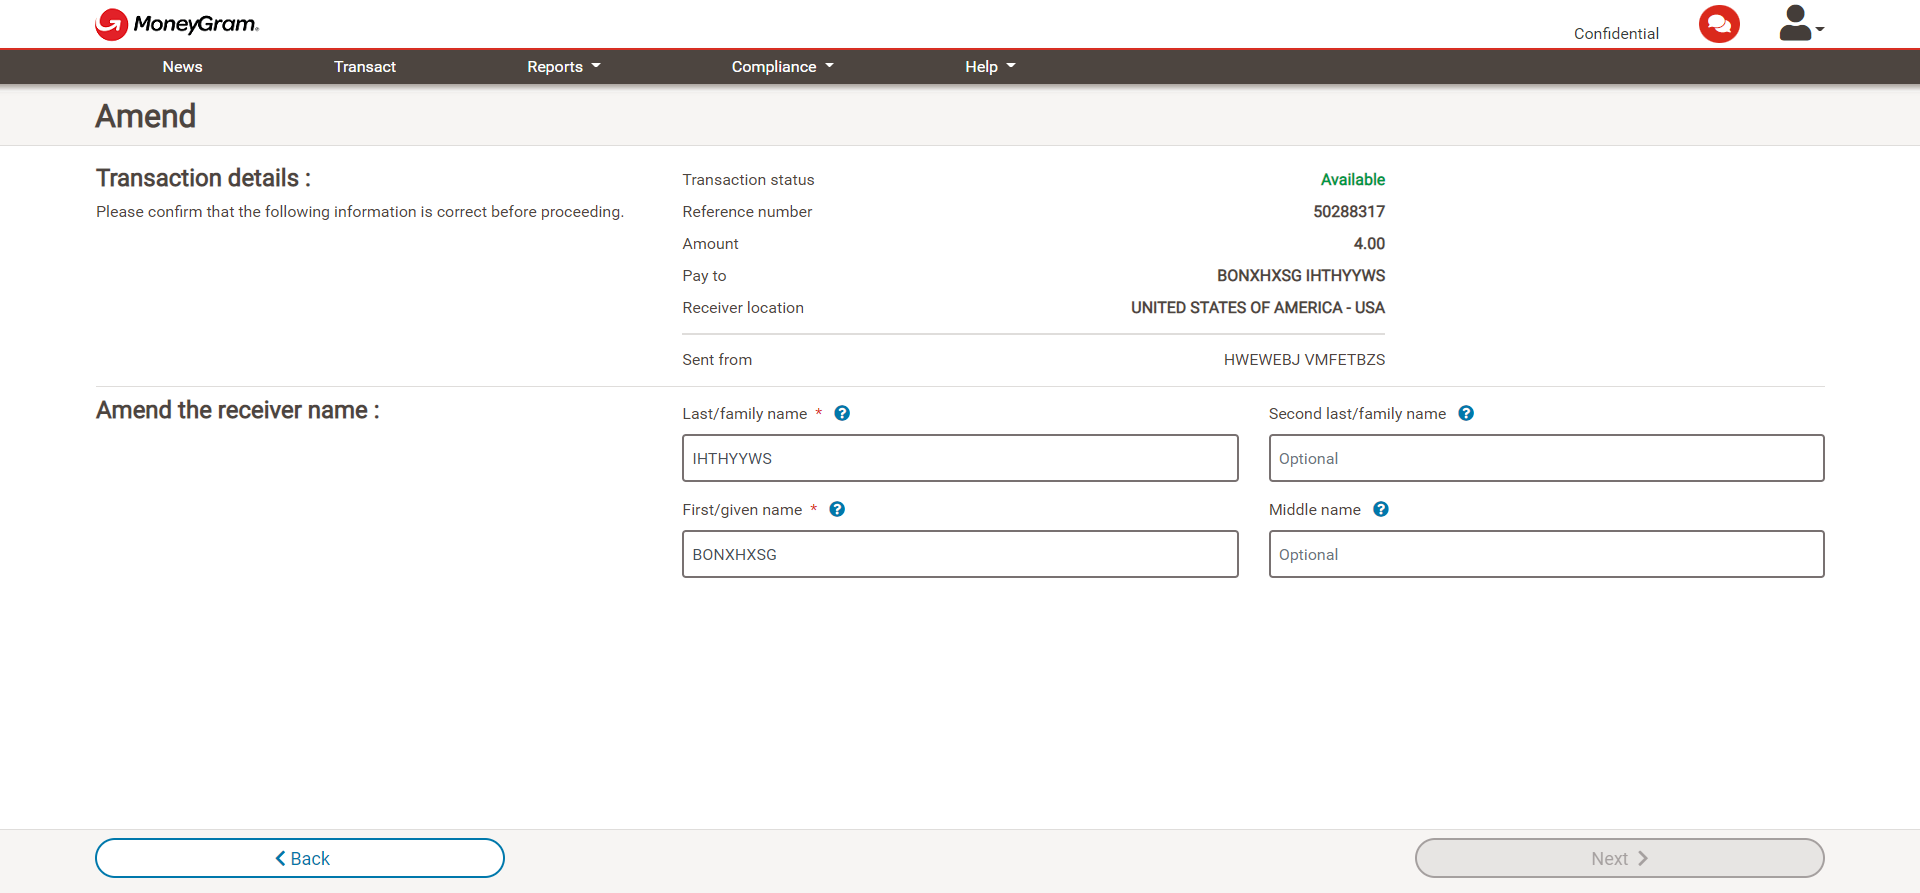 MoneyGram.
Confidential
News Transact Reports Compliance Help
Amend
Transaction details :
Please confirm that the following information is correct before proceeding.
Transaction status Available
Reference number 50288317
Amount 4.00
Pay to BONXHXSG IHTHYYWS
Receiver location UNITED STATES OF AMERICA - USA
Sent from HWEWEBJ VMFETBZS
Amend the receiver name :
Last/family name * ?
IHTHYYWS
Second last/family name ?
Optional
First/given name * ?
BONXHXSG
Middle name ?
Optional
Back
Next